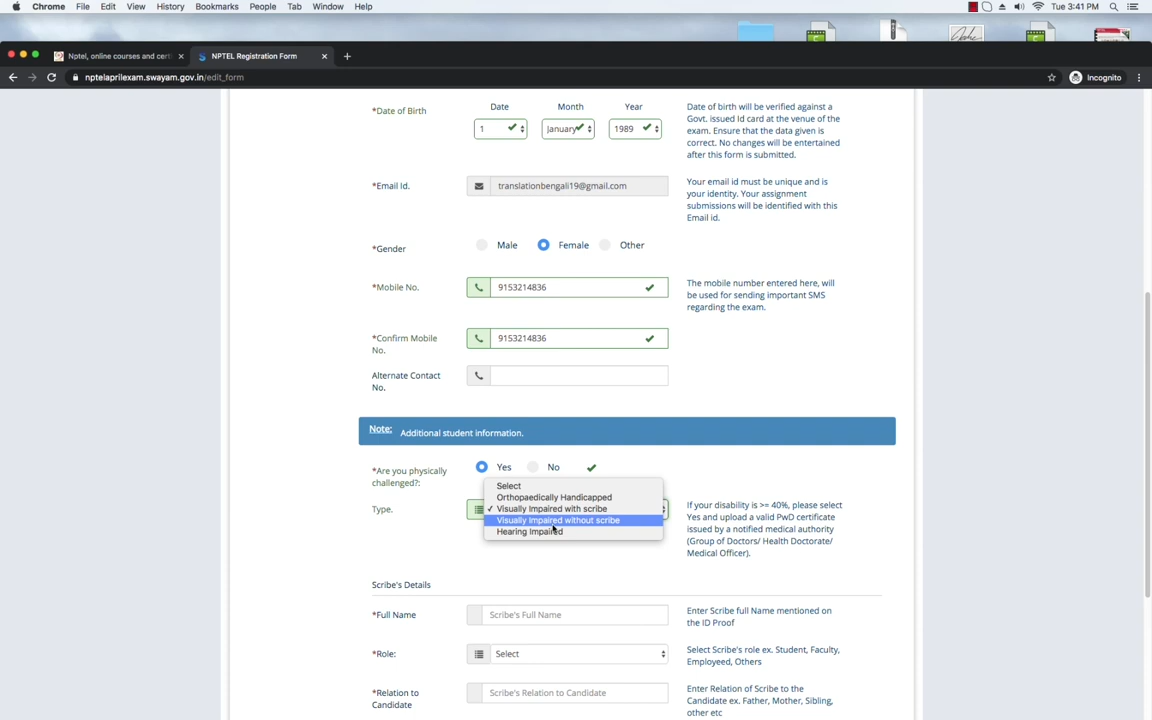 Chrome File Edit View History Bookmarks People Tab Window Help Tue 3:41 PM
Nptel, online courses and cert
NPTEL Registration Form
nptelaprilexam.swayam.gov.in/edit_form
Incognito
*Date of Birth
Date Month Year
1 January 1989
Date of birth will be verified against a
Govt. issued Id card at the venue of the
exam. Ensure that the data given is
correct. No changes will be entertained
after this form is submitted.
*Email Id.
translationbengali19@gmail.com
Your email id must be unique and is
your identity. Your assignment
submissions will be identified with this
Email id.
*Gender
Male Female Other
*Mobile No.
9153214836
The mobile number entered here, will
be used for sending important SMS
regarding the exam.
*Confirm Mobile
No.
9153214836
Alternate Contact
No.
Note: Additional student information.
*Are you physically
challenged?:
Yes No
Type.
Select
Orthopaedically Handicapped
✓ Visually Impaired with scribe
Visually Impaired without scribe
Hearing Impaired
If your disability is >= 40%, please select
Yes and upload a valid PwD certificate
issued by a notified medical authority
(Group of Doctors/ Health Doctorate/
Medical Officer).
Scribe's Details
*Full Name
Scribe's Full Name
Enter Scribe full Name mentioned on
the ID Proof
*Role:
Select
Select Scribe's role ex. Student, Faculty,
Employeed, Others
*Relation to
Candidate
Scribe's Relation to Candidate
Enter Relation of Scribe to the
Candidate ex. Father, Mother, Sibling,
other etc